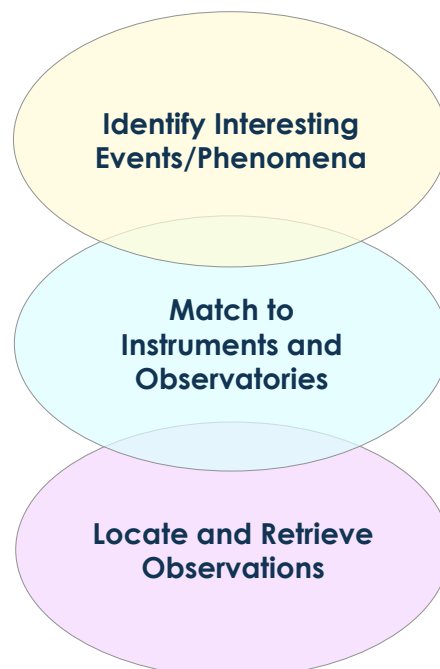 Identify Interesting
Events/Phenomena
Match to
Instruments and
Observatories
Locate and Retrieve
Observations